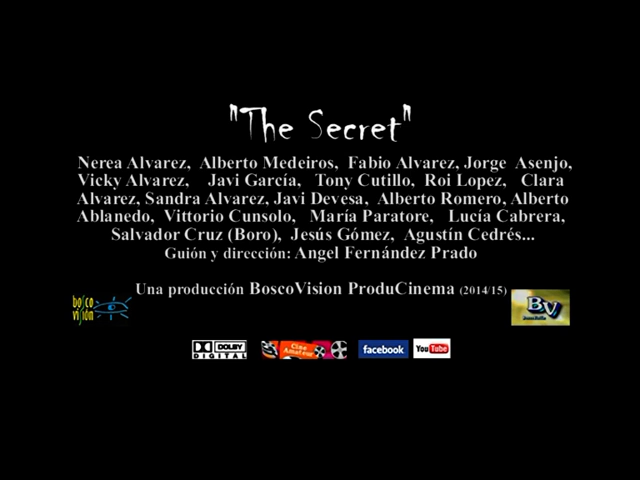 "The Secret"
Nerea Alvarez, Alberto Medeiros, Fabio Alvarez, Jorge Asenjo,
Vicky Alvarez, Javi García, Tony Cutillo, Roi Lopez, Clara
Alvarez, Sandra Alvarez, Javi Devesa, Alberto Romero, Alberto
Ablanedo, Vittorio Cunsolo, María Paratore, Lucía Cabrera,
Salvador Cruz (Boro), Jesús Gómez, Agustín Cedrés...
Guión y dirección: Angel Fernández Prado
Una producción BoscoVision ProduCinema (2014/15)
bosco
visión
BV
DOLBY
DIGITAL
Cine
Amateur
facebook
YouTube